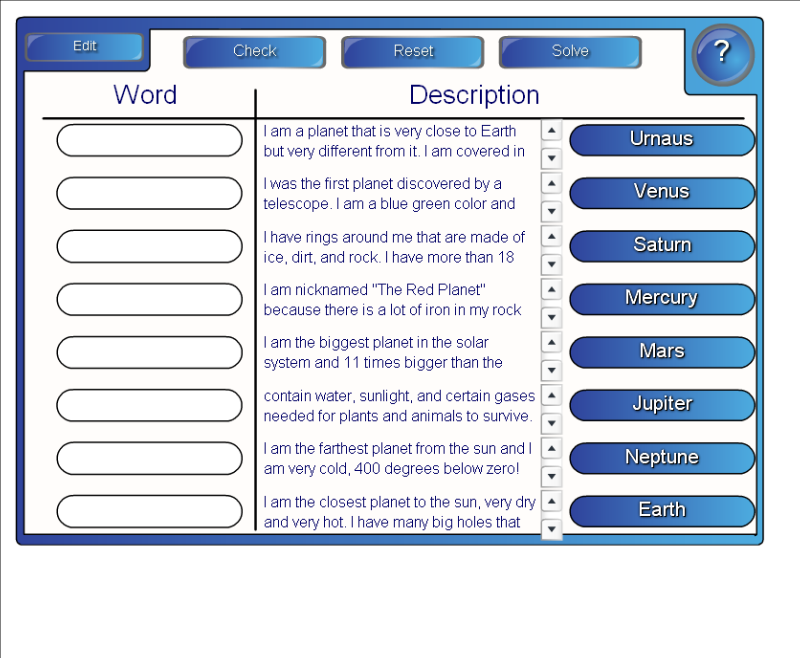 Edit
Check
Reset
Solve
?
Word
Description
I am a planet that is very close to Earth
but very different from it. I am covered in
Urnaus
I was the first planet discovered by a
telescope. I am a blue green color and
Venus
I have rings around me that are made of
ice, dirt, and rock. I have more than 18
Saturn
I am nicknamed "The Red Planet"
because there is a lot of iron in my rock
Mercury
I am the biggest planet in the solar
system and 11 times bigger than the
Mars
contain water, sunlight, and certain gases
needed for plants and animals to survive.
Jupiter
I am the farthest planet from the sun and I
am very cold, 400 degrees below zero!
Neptune
I am the closest planet to the sun, very dry
and very hot. I have many big holes that
Earth